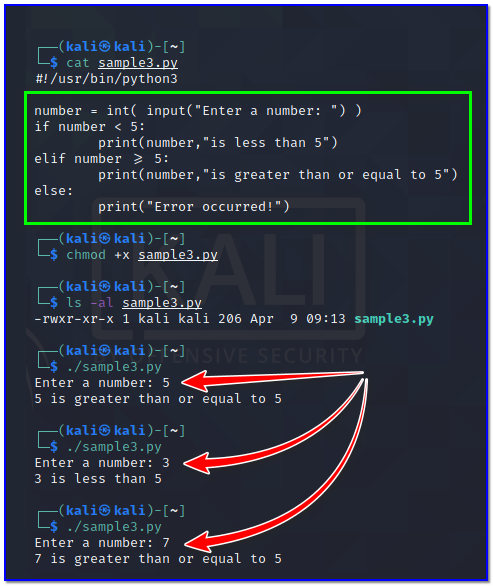 ┌──(kali㉿kali)-[~]
└─$ cat sample3.py
#!/usr/bin/python3
number = int( input("Enter a number: ") )
if number < 5:
        print(number,"is less than 5")
elif number ⩾ 5:
        print(number,"is greater than or equal to 5")
else:
        print("Error occurred!")
┌──(kali㉿kali)-[~]
└─$ chmod +x sample3.py
KALI
┌──(kali㉿kali)-[~]
└─$ ls -al sample3.py
-rwxr-xr-x 1 kali kali 206 Apr  9 09:13 sample3.py
┌──(kali㉿kali)-[~]
└─$ ./sample3.py
Enter a number: 5
5 is greater than or equal to 5
┌──(kali㉿kali)-[~]
└─$ ./sample3.py
Enter a number: 3
3 is less than 5
┌──(kali㉿kali)-[~]
└─$ ./sample3.py
Enter a number: 7
7 is greater than or equal to 5